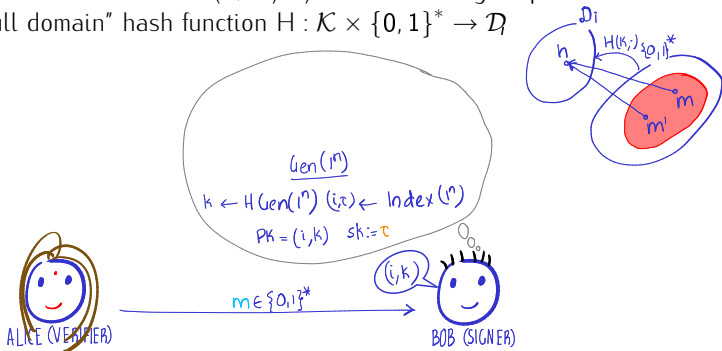 ull domain" hash function H : K × {0, 1}* → Di
Di
H(k,·)
{0,1}*
h
m
m'
Gen(1ⁿ)
k ← HGen(1ⁿ) (i,τ) ← Index(1ⁿ)
PK = (i,k) sk := τ
(i,k)
m ∈ {0,1}*
ALICE (VERIFIER)
BOB (SIGNER)